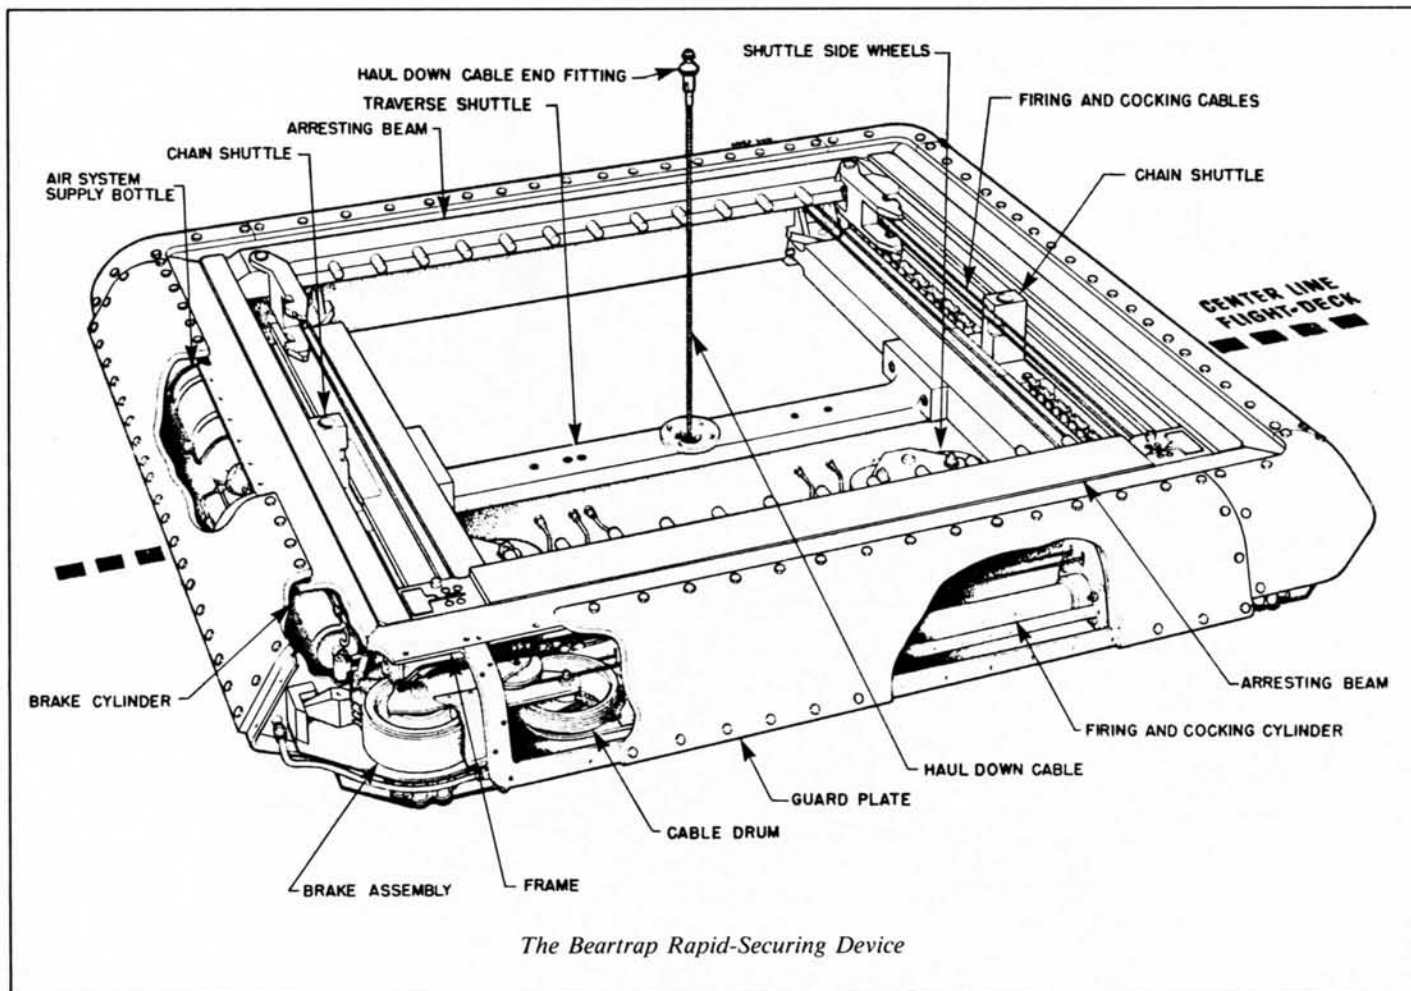 HAUL DOWN CABLE END FITTING
SHUTTLE SIDE WHEELS
TRAVERSE SHUTTLE
FIRING AND COCKING CABLES
ARRESTING BEAM
CHAIN SHUTTLE
CHAIN SHUTTLE
AIR SYSTEM
SUPPLY BOTTLE
CENTER LINE
FLIGHT-DECK
BRAKE CYLINDER
ARRESTING BEAM
FIRING AND COCKING CYLINDER
HAUL DOWN CABLE
GUARD PLATE
CABLE DRUM
BRAKE ASSEMBLY
FRAME
The Beartrap Rapid-Securing Device